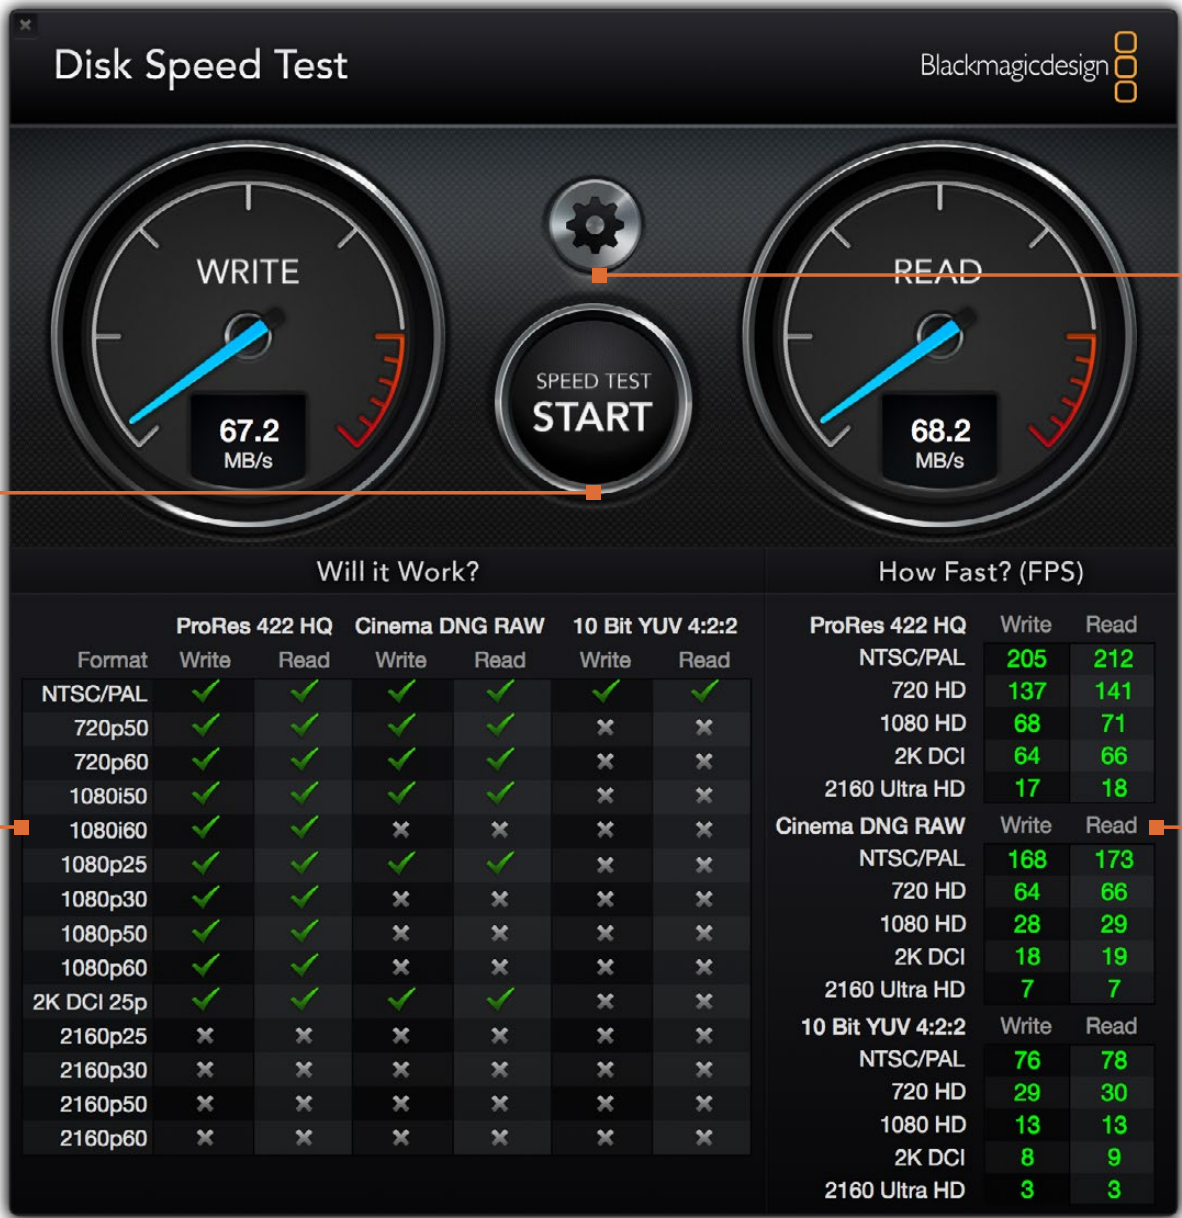 Disk Speed Test
Blackmagicdesign
WRITE
READ
SPEED TEST
START
67.2
MB/s
68.2
MB/s
Will it Work?
ProRes 422 HQ Cinema DNG RAW 10 Bit YUV 4:2:2
Format Write Read Write Read Write Read
NTSC/PAL
720p50
720p60
1080i50
1080i60
1080p25
1080p30
1080p50
1080p60
2K DCI 25p
2160p25
2160p30
2160p50
2160p60
How Fast? (FPS)
ProRes 422 HQ Write Read
NTSC/PAL 205 212
720 HD 137 141
1080 HD 68 71
2K DCI 64 66
2160 Ultra HD 17 18
Cinema DNG RAW Write Read
NTSC/PAL 168 173
720 HD 64 66
1080 HD 28 29
2K DCI 18 19
2160 Ultra HD 7 7
10 Bit YUV 4:2:2 Write Read
NTSC/PAL 76 78
720 HD 29 30
1080 HD 13 13
2K DCI 8 9
2160 Ultra HD 3 3